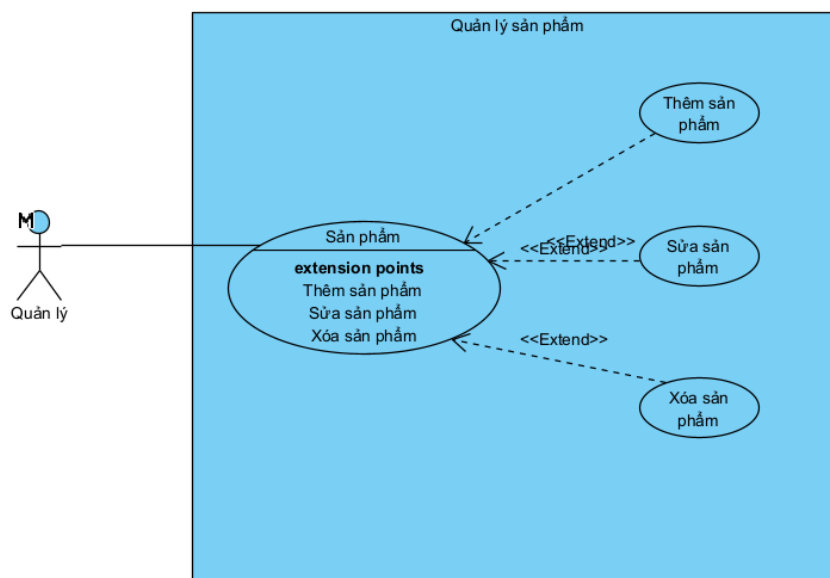 Quản lý sản phẩm
Thêm sản
phẩm
M
Quản lý
Sản phẩm
extension points
Thêm sản phẩm
Sửa sản phẩm
Xóa sản phẩm
<<Extend>>
<<Extend>>
Sửa sản
phẩm
<<Extend>>
Xóa sản
phẩm